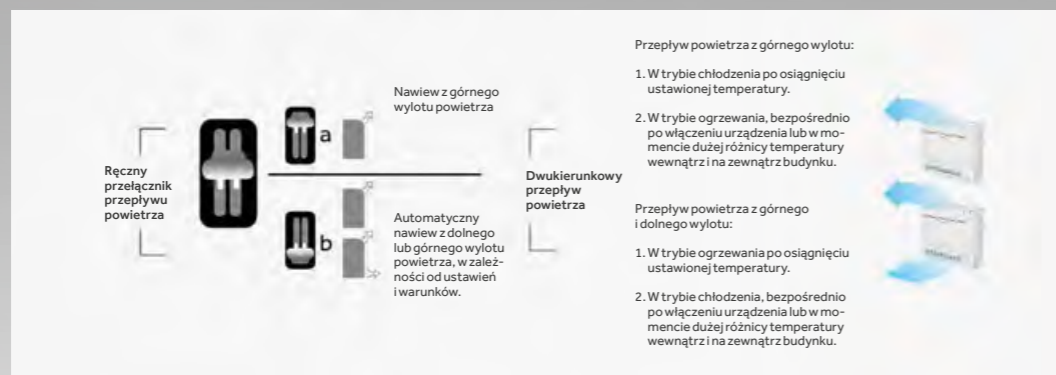 Ręczny
przełącznik
przepływu
powietrza
a
Nawiew z górnego
wylotu powietrza
b
Automatyczny
nawiew z dolnego
lub górnego wylotu
powietrza, w zależ-
ności od ustawień
i warunków.
Dwukierunkowy
przepływ
powietrza
Przepływ powietrza z górnego wylotu:
1. W trybie chłodzenia po osiągnięciu
ustawionej temperatury.
2. W trybie ogrzewania, bezpośrednio
po włączeniu urządzenia lub w mo-
mencie dużej różnicy temperatury
wewnątrz i na zewnątrz budynku.
Przepływ powietrza z górnego
i dolnego wylotu:
1. W trybie ogrzewania po osiągnięciu
ustawionej temperatury.
2. W trybie chłodzenia, bezpośrednio
po włączeniu urządzenia lub w mo-
mencie dużej różnicy temperatury
wewnątrz i na zewnątrz budynku.